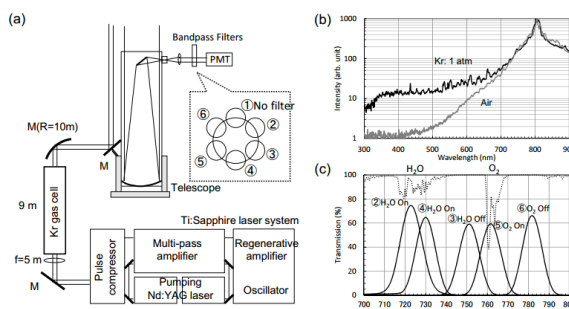 (a)
Bandpass Filters
PMT
①No filter
②
③
④
⑤
⑥
M(R=10m)
M
Telescope
9 m
Kr gas cell
f=5 m
M
Ti:Sapphire laser system
Pulse compressor
Multi-pass amplifier
Regenerative amplifier
Pumping Nd:YAG laser
Oscillator
(b)
Intensity (arb. unit)
1000
100
10
1
Kr: 1 atm
Air
300 400 500 600 700 800 900
Wavelength (nm)
(c)
H₂O
O₂
Transmission (%)
100
80
60
40
20
0
②H₂O On
④H₂O On
③H₂O Off
⑤O₂ On
⑥O₂ Off
700 710 720 730 740 750 760 770 780 790 800
Wavelength (nm)